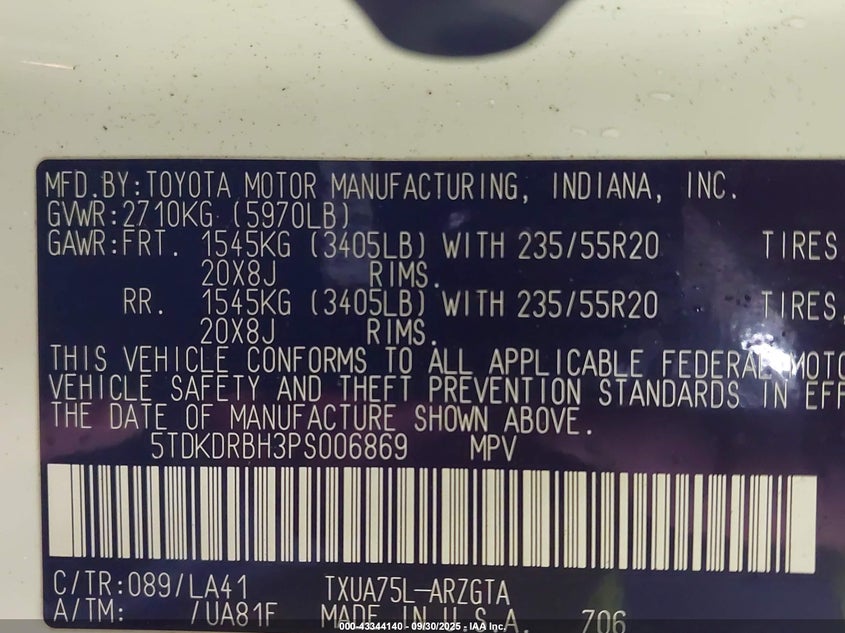 MFD.BY:TOYOTA MOTOR MANUFACTURING, INDIANA, INC.
GVWR:2710KG (5970LB)
GAWR:FRT. 1545KG (3405LB) WITH 235/55R20 TIRES
20X8J RIMS.
RR. 1545KG (3405LB) WITH 235/55R20 TIRES,
20X8J RIMS.
THIS VEHICLE CONFORMS TO ALL APPLICABLE FEDERAL MOTO
VEHICLE SAFETY AND THEFT PREVENTION STANDARDS IN EFF
THE DATE OF MANUFACTURE SHOWN ABOVE.
5TDKDRBH3PS006869 MPV
C/TR:089/LA41 TXUA75L-ARZGTA
A/TM: /UA81F MADE IN U.S.A. Z06
000-43344140 - 09/30/2025 - IAA Inc.